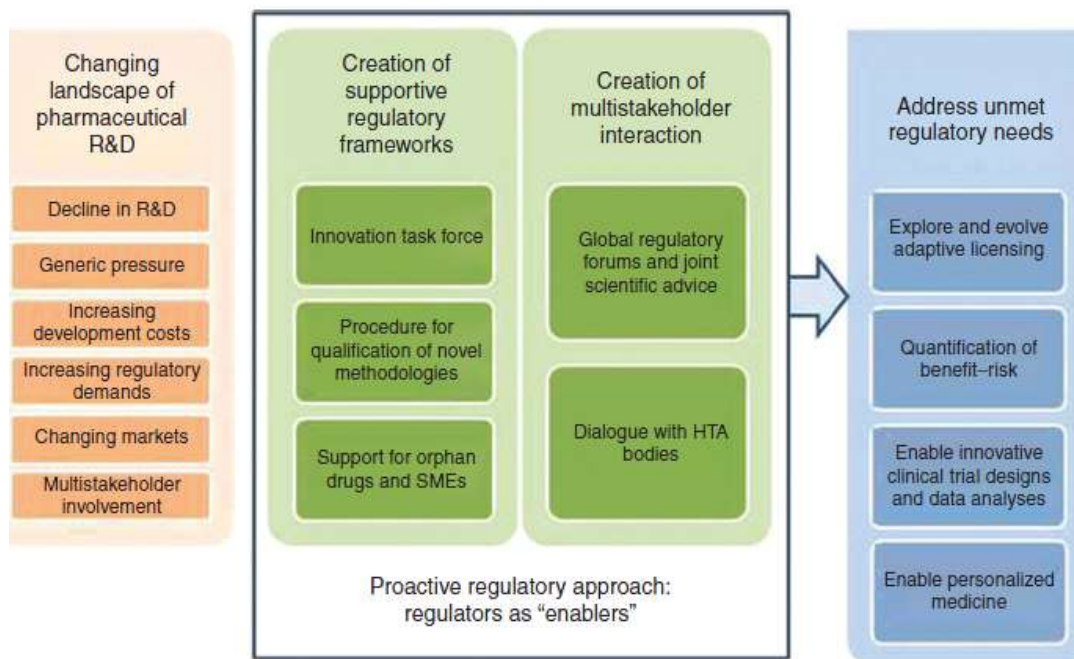 Changing
landscape of
pharmaceutical
R&D
Decline in R&D
Generic pressure
Increasing
development costs
Increasing regulatory
demands
Changing markets
Multistakeholder
involvement
Creation of
supportive
regulatory
frameworks
Innovation task force
Procedure for
qualification of novel
methodologies
Support for orphan
drugs and SMEs
Creation of
multistakeholder
interaction
Global regulatory
forums and joint
scientific advice
Dialogue with HTA
bodies
Proactive regulatory approach:
regulators as “enablers”
Address unmet
regulatory needs
Explore and evolve
adaptive licensing
Quantification of
benefit–risk
Enable innovative
clinical trial designs
and data analyses
Enable personalized
medicine